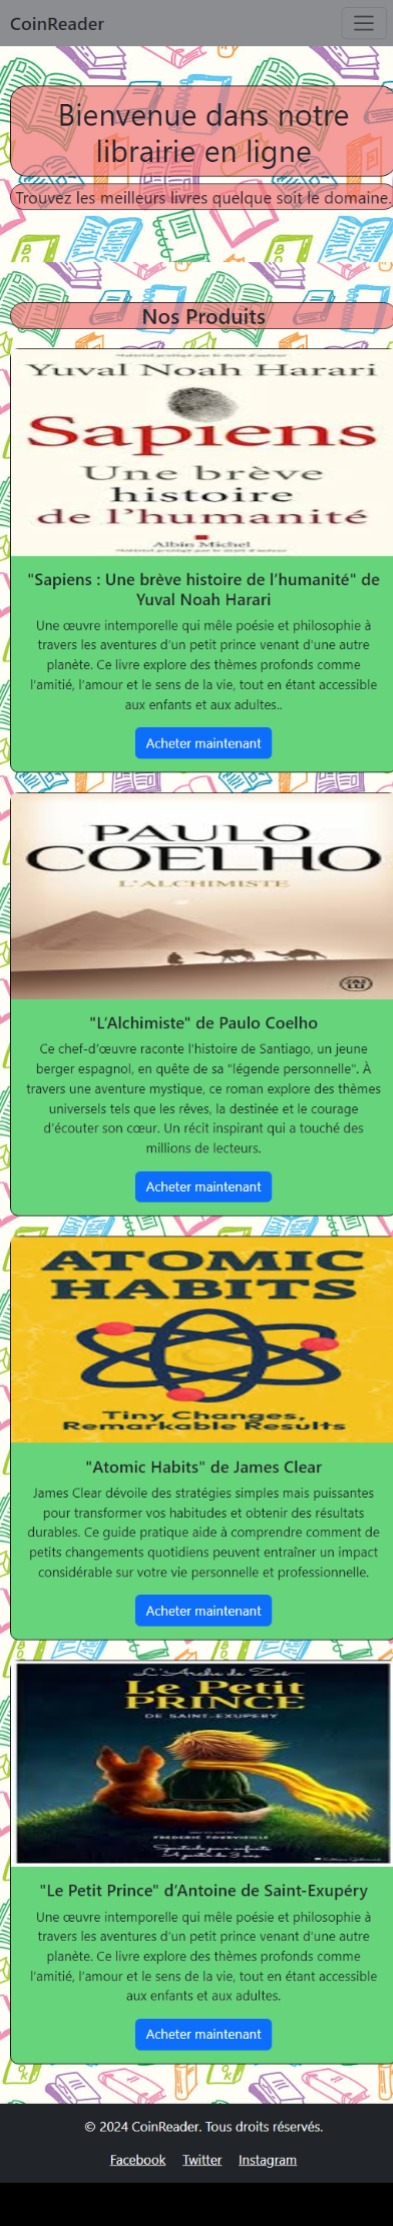 CoinReader
Bienvenue dans notre
librairie en ligne
Trouvez les meilleurs livres quelque soit le domaine.
Nos Produits
Yuval Noah Harari
Sapiens
Une brève
histoire
de l'humanité
Albin Michel
"Sapiens : Une brève histoire de l'humanité" de
Yuval Noah Harari
Une œuvre intemporelle qui mêle poésie et philosophie à
travers les aventures d'un petit prince venant d'une autre
planète. Ce livre explore des thèmes profonds comme
l'amitié, l'amour et le sens de la vie, tout en étant accessible
aux enfants et aux adultes..
Acheter maintenant
PAULO
COELHO
L'ALCHIMISTE
J'AI
LU
"L'Alchimiste" de Paulo Coelho
Ce chef-d'œuvre raconte l'histoire de Santiago, un jeune
berger espagnol, en quête de sa "légende personnelle". À
travers une aventure mystique, ce roman explore des thèmes
universels tels que les rêves, la destinée et le courage
d'écouter son cœur. Un récit inspirant qui a touché des
millions de lecteurs.
Acheter maintenant
ATOMIC
HABITS
Tiny Changes,
Remarkable Results
"Atomic Habits" de James Clear
James Clear dévoile des stratégies simples mais puissantes
pour transformer vos habitudes et obtenir des résultats
durables. Ce guide pratique aide à comprendre comment de
petits changements quotidiens peuvent entraîner un impact
considérable sur votre vie personnelle et professionnelle.
Acheter maintenant
L'Arche de Zoé
Le Petit
PRINCE
DE SAINT-EXUPERY
Spectacle pour enfants
à partir de 3 ans
"Le Petit Prince" d'Antoine de Saint-Exupéry
Une œuvre intemporelle qui mêle poésie et philosophie à
travers les aventures d'un petit prince venant d'une autre
planète. Ce livre explore des thèmes profonds comme
l'amitié, l'amour et le sens de la vie, tout en étant accessible
aux enfants et aux adultes.
Acheter maintenant
© 2024 CoinReader. Tous droits réservés.
Facebook Twitter Instagram